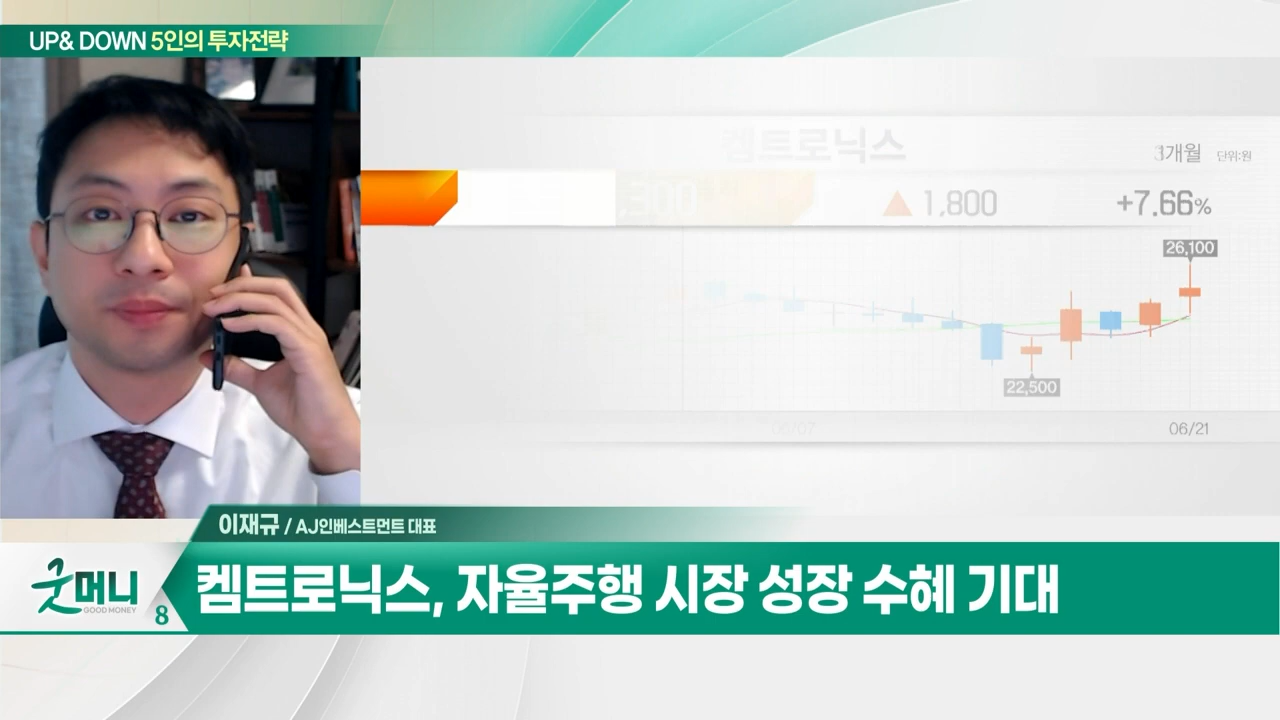 UP& DOWN 5인의 투자전략
켐트로닉스
3개월 단위:원
,300
▲ 1,800 +7.66%
26,100
22,500
06/07 06/21
이재규 / AJ인베스트먼트 대표
굿머니
GOOD MONEY
8
켐트로닉스, 자율주행 시장 성장 수혜 기대